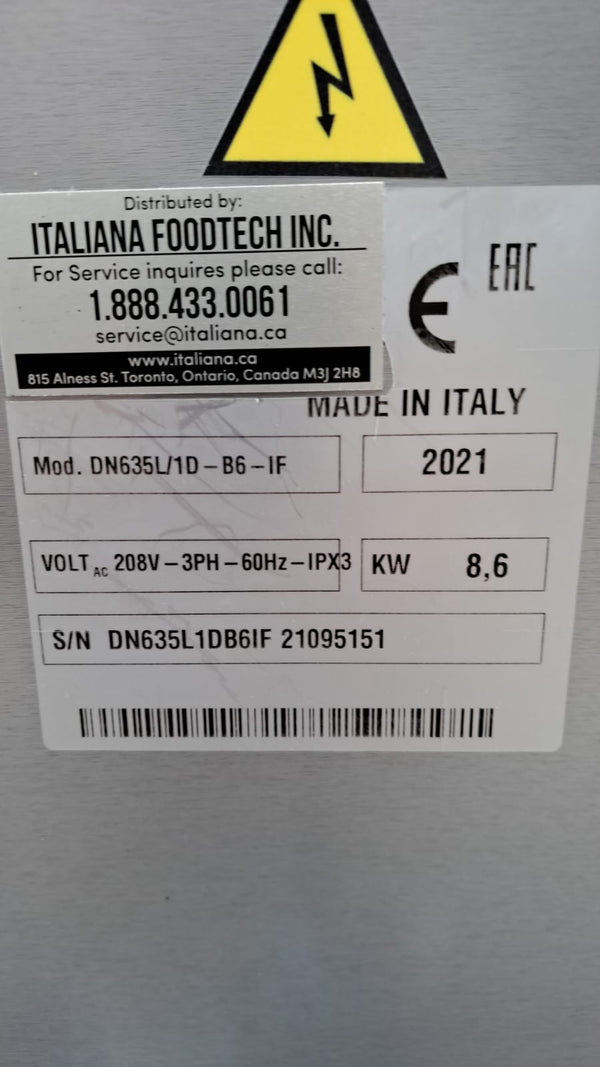 Distributed by:
ITALIANA FOODTECH INC.
For Service inquires please call:
1.888.433.0061
service@italiana.ca
www.italiana.ca
815 Alness St. Toronto, Ontario, Canada M3J 2H8
CE EAC
MADE IN ITALY
Mod. DN635L/1D-B6-IF
2021
VOLT AC 208V-3PH-60Hz-IPX3
KW 8,6
S/N DN635L1DB6IF 21095151